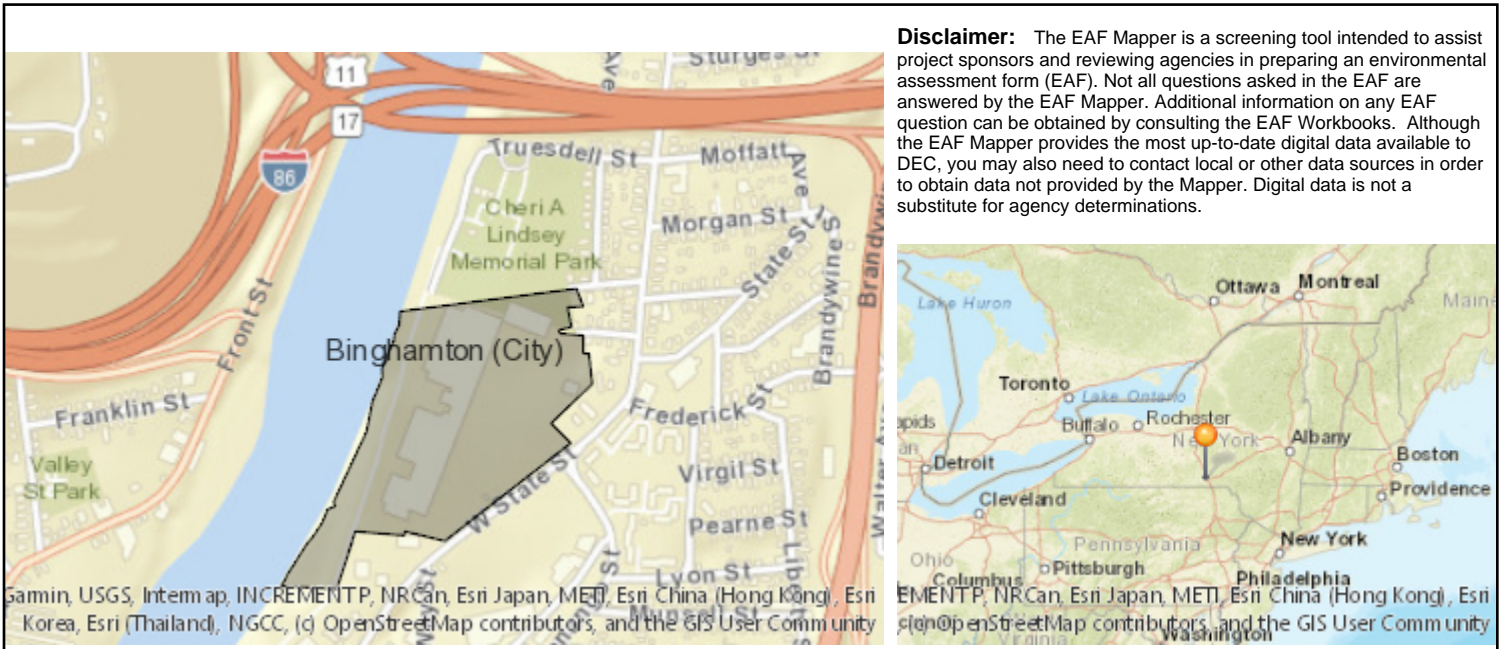 Disclaimer: The EAF Mapper is a screening tool intended to assist
project sponsors and reviewing agencies in preparing an environmental
assessment form (EAF). Not all questions asked in the EAF are
answered by the EAF Mapper. Additional information on any EAF
question can be obtained by consulting the EAF Workbooks. Although
the EAF Mapper provides the most up-to-date digital data available to
DEC, you may also need to contact local or other data sources in order
to obtain data not provided by the Mapper. Digital data is not a
substitute for agency determinations.
Sturges St
Ave
11
17
86
Truesdell St
Moffatt
Ave
Cheri A
Lindsey
Memorial Park
Morgan St
State St
Brandywine S
Brandywin
Front St
Binghamton (City)
Franklin St
Frederick St
Valley
St Park
Virgil St
W State St
Pearne St
Walter Av
Lyon St
Munsell St
Garmin, USGS, Intermap, INCREMENT P, NRCan, Esri Japan, METI, Esri China (Hong Kong), Esri
Korea, Esri (Thailand), NGCC, (c) OpenStreetMap contributors, and the GIS User Community
Ottawa
Montreal
Maine
Lake Huron
Toronto
Lake Ontario
Rochester
apids
Buffalo
New York
Albany
an
Detroit
Boston
Providence
Cleveland
New York
Ohio
Pennsylvania
Columbus
Pittsburgh
Philadelphia
EMENT P, NRCan, Esri Japan, METI, Esri China (Hong Kong), Esri
(c) OpenStreetMap contributors, and the GIS User Community
Virginia
Washington